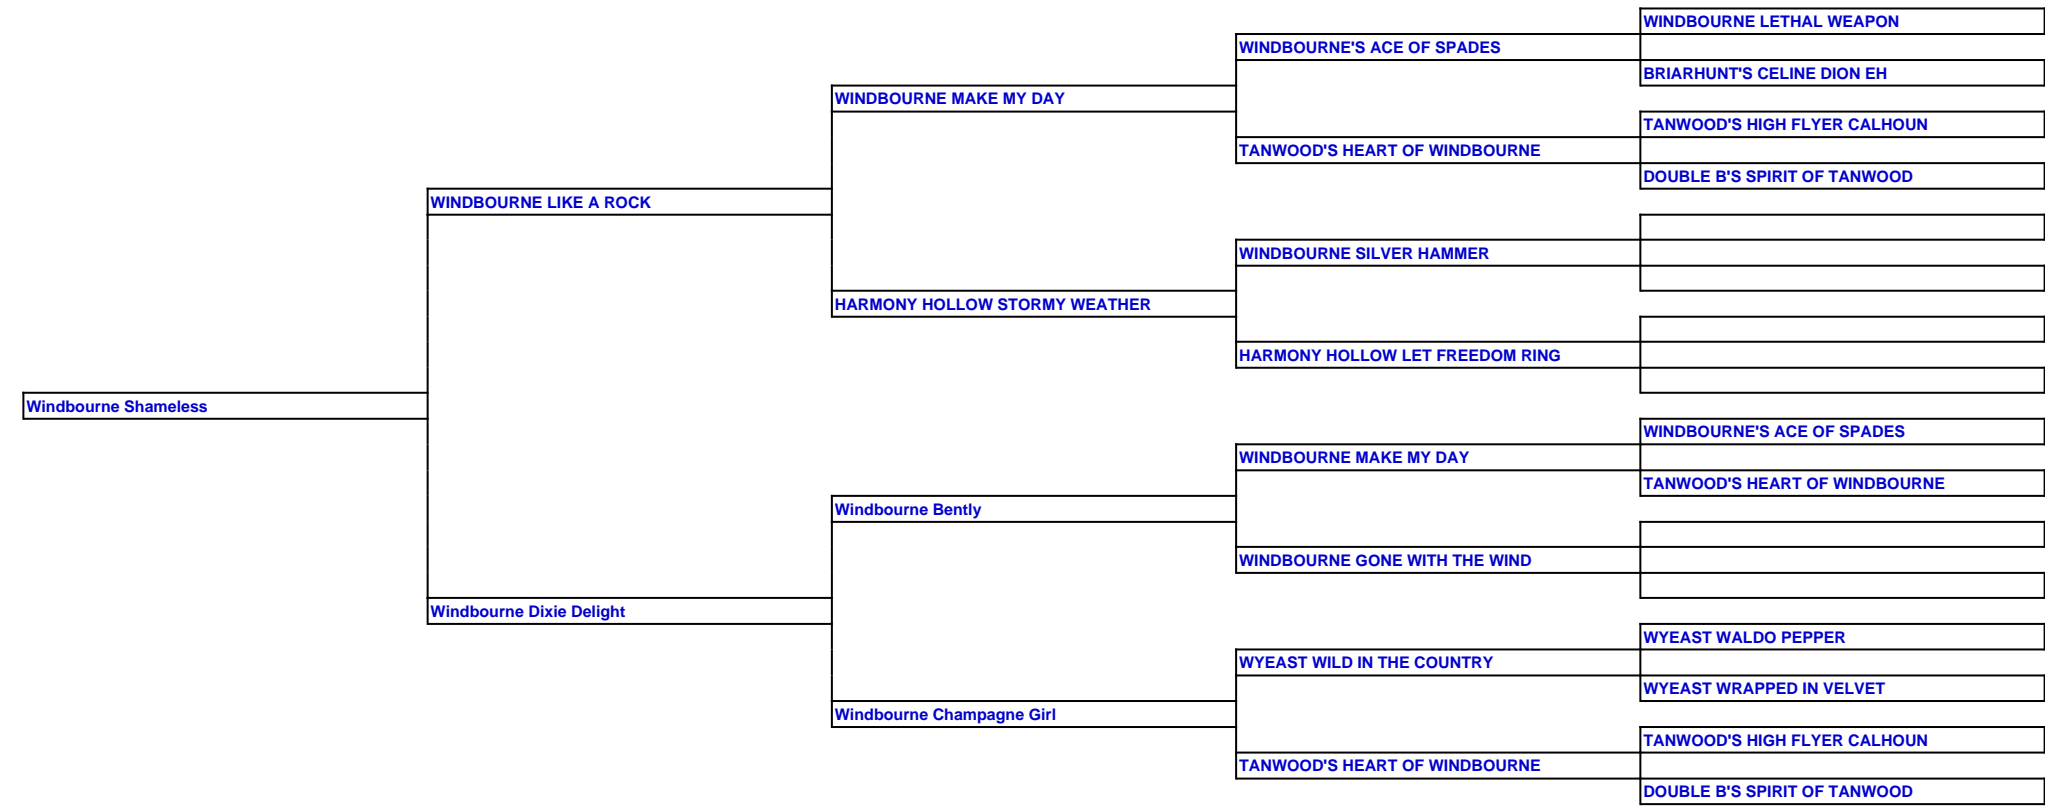 WINDBOURNE LETHAL WEAPON
WINDBOURNE'S ACE OF SPADES
BRIARHUNT'S CELINE DION EH
WINDBOURNE MAKE MY DAY
TANWOOD'S HIGH FLYER CALHOUN
TANWOOD'S HEART OF WINDBOURNE
DOUBLE B'S SPIRIT OF TANWOOD
WINDBOURNE LIKE A ROCK
WINDBOURNE SILVER HAMMER
HARMONY HOLLOW STORMY WEATHER
HARMONY HOLLOW LET FREEDOM RING
Windbourne Shameless
WINDBOURNE'S ACE OF SPADES
WINDBOURNE MAKE MY DAY
TANWOOD'S HEART OF WINDBOURNE
Windbourne Bently
WINDBOURNE GONE WITH THE WIND
Windbourne Dixie Delight
WYEAST WALDO PEPPER
WYEAST WILD IN THE COUNTRY
WYEAST WRAPPED IN VELVET
Windbourne Champagne Girl
TANWOOD'S HIGH FLYER CALHOUN
TANWOOD'S HEART OF WINDBOURNE
DOUBLE B'S SPIRIT OF TANWOOD